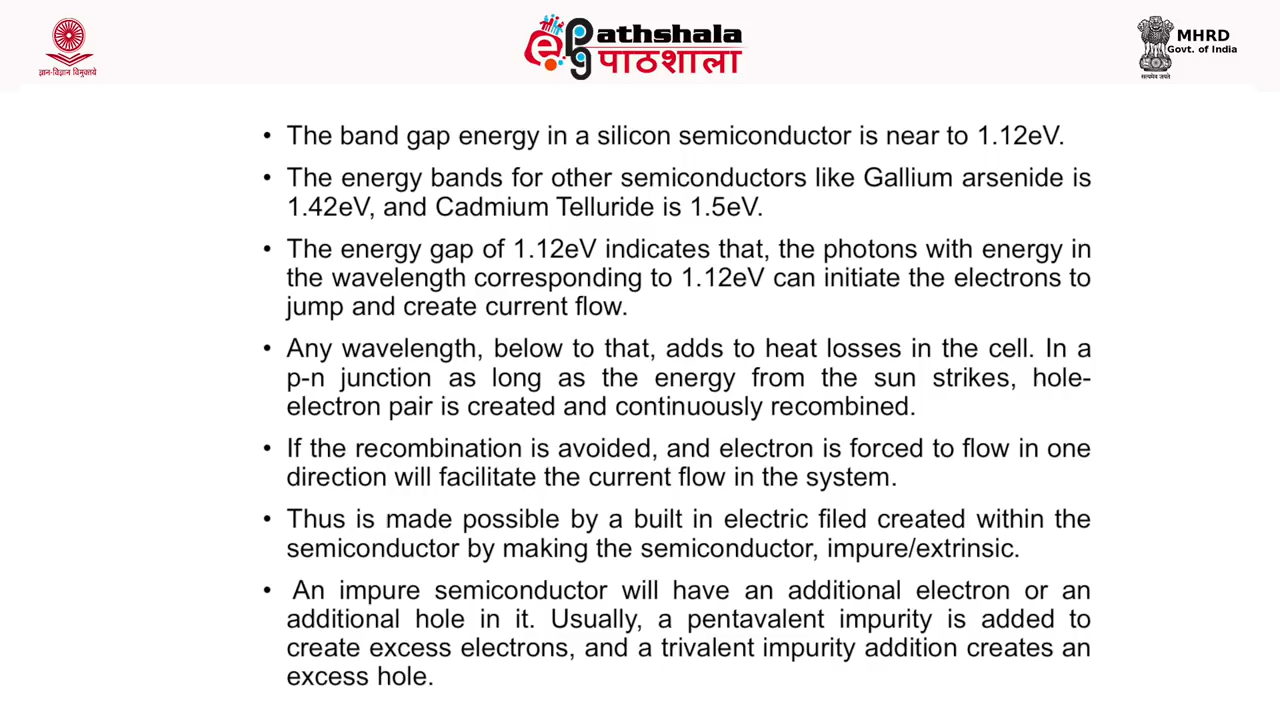 ज्ञान-विज्ञान विमुक्तये
e pg Pathshala
पाठशाला
MHRD
Govt. of India
सत्यमेव जयते
• The band gap energy in a silicon semiconductor is near to 1.12eV.
• The energy bands for other semiconductors like Gallium arsenide is
1.42eV, and Cadmium Telluride is 1.5eV.
• The energy gap of 1.12eV indicates that, the photons with energy in
the wavelength corresponding to 1.12eV can initiate the electrons to
jump and create current flow.
• Any wavelength, below to that, adds to heat losses in the cell. In a
p-n junction as long as the energy from the sun strikes, hole-
electron pair is created and continuously recombined.
• If the recombination is avoided, and electron is forced to flow in one
direction will facilitate the current flow in the system.
• Thus is made possible by a built in electric filed created within the
semiconductor by making the semiconductor, impure/extrinsic.
• An impure semiconductor will have an additional electron or an
additional hole in it. Usually, a pentavalent impurity is added to
create excess electrons, and a trivalent impurity addition creates an
excess hole.